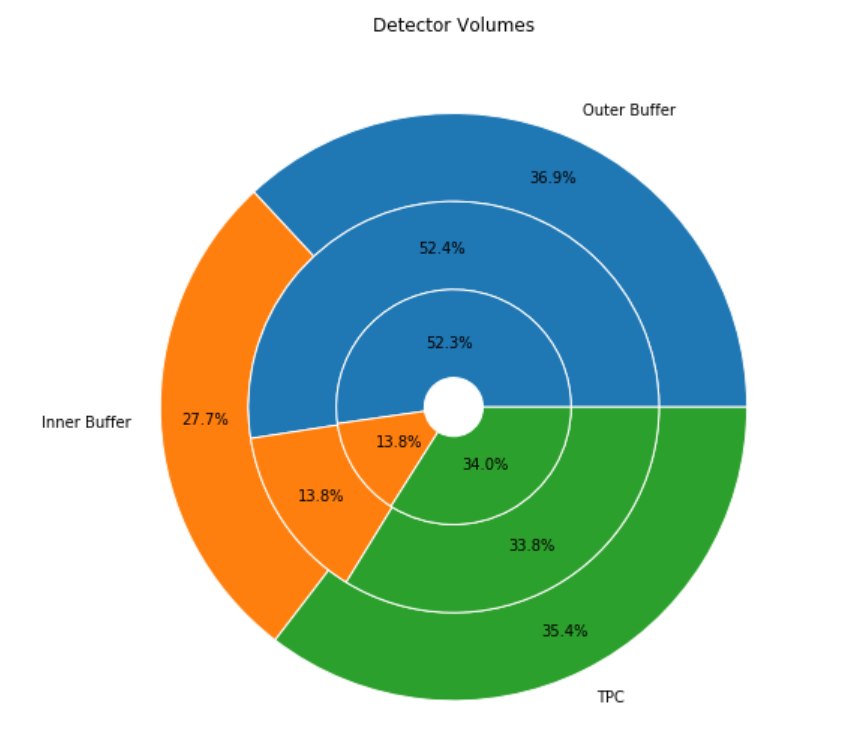 Detector Volumes
Outer Buffer
36.9%
52.4%
52.3%
Inner Buffer
27.7%
13.8%
13.8%
34.0%
33.8%
35.4%
TPC